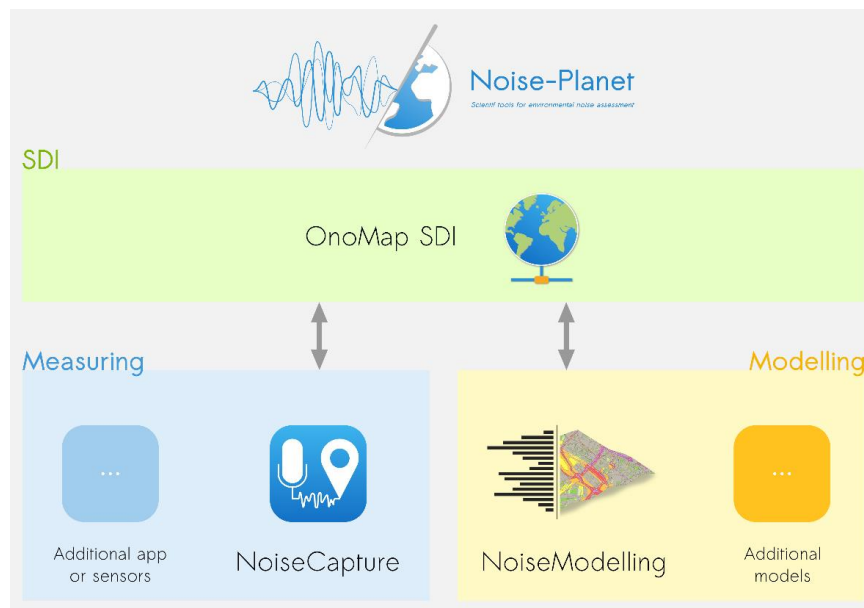 Noise-Planet
Scientif tools for environmental noise assessment
SDI
OnoMap SDI
Measuring
Modelling
...
...
Additional app
or sensors
NoiseCapture
NoiseModelling
Additional
models